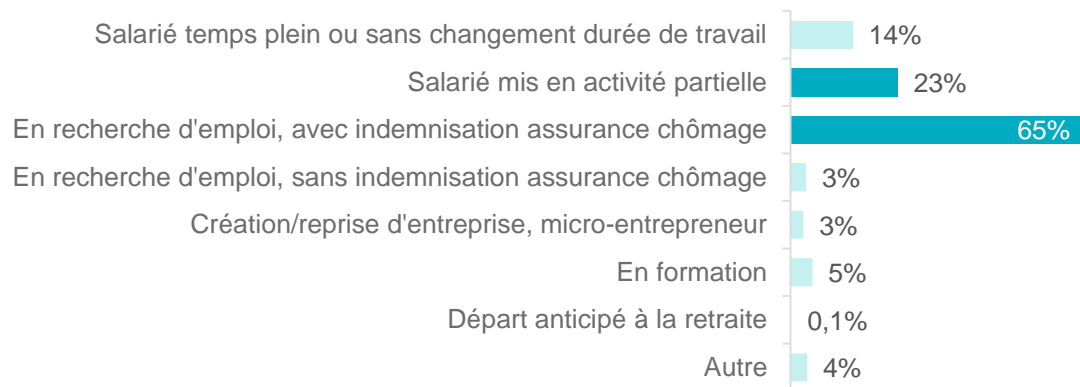 Salarié temps plein ou sans changement durée de travail 14%
Salarié mis en activité partielle 23%
En recherche d'emploi, avec indemnisation assurance chômage 65%
En recherche d'emploi, sans indemnisation assurance chômage 3%
Création/reprise d'entreprise, micro-entrepreneur 3%
En formation 5%
Départ anticipé à la retraite 0,1%
Autre 4%